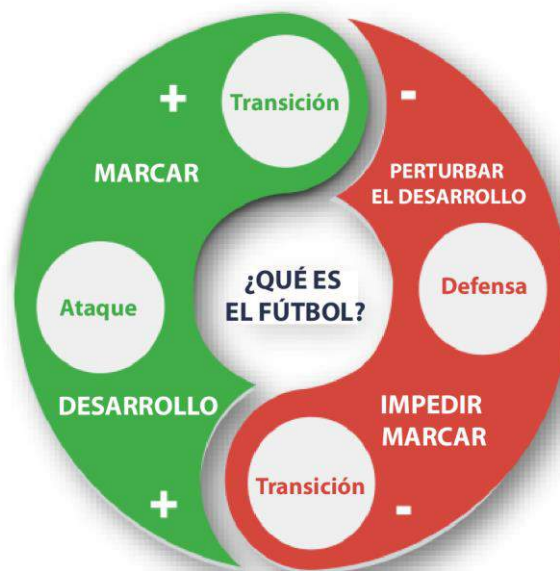 +
Transición
-
MARCAR
PERTURBAR
EL DESARROLLO
Ataque
¿QUÉ ES
EL FÚTBOL?
Defensa
DESARROLLO
IMPEDIR
MARCAR
+
Transición
-